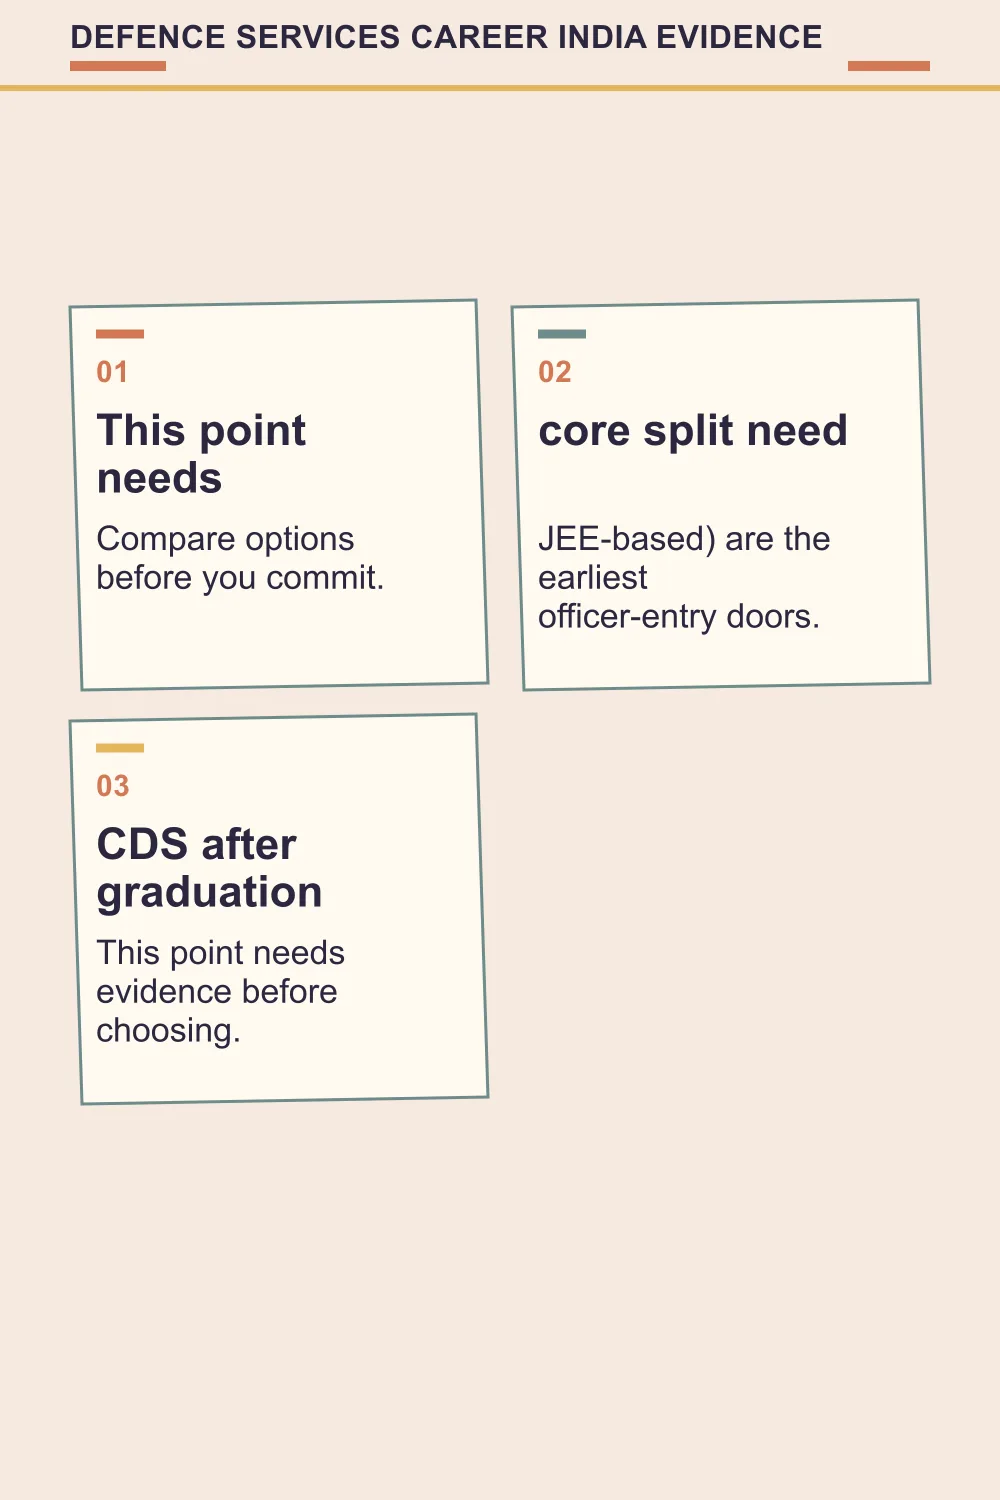 DEFENCE SERVICES CAREER INDIA EVIDENCE
01
This point
needs
Compare options
before you commit.
02
core split need
JEE-based) are the
earliest
officer-entry doors.
03
CDS after
graduation
This point needs
evidence before
choosing.